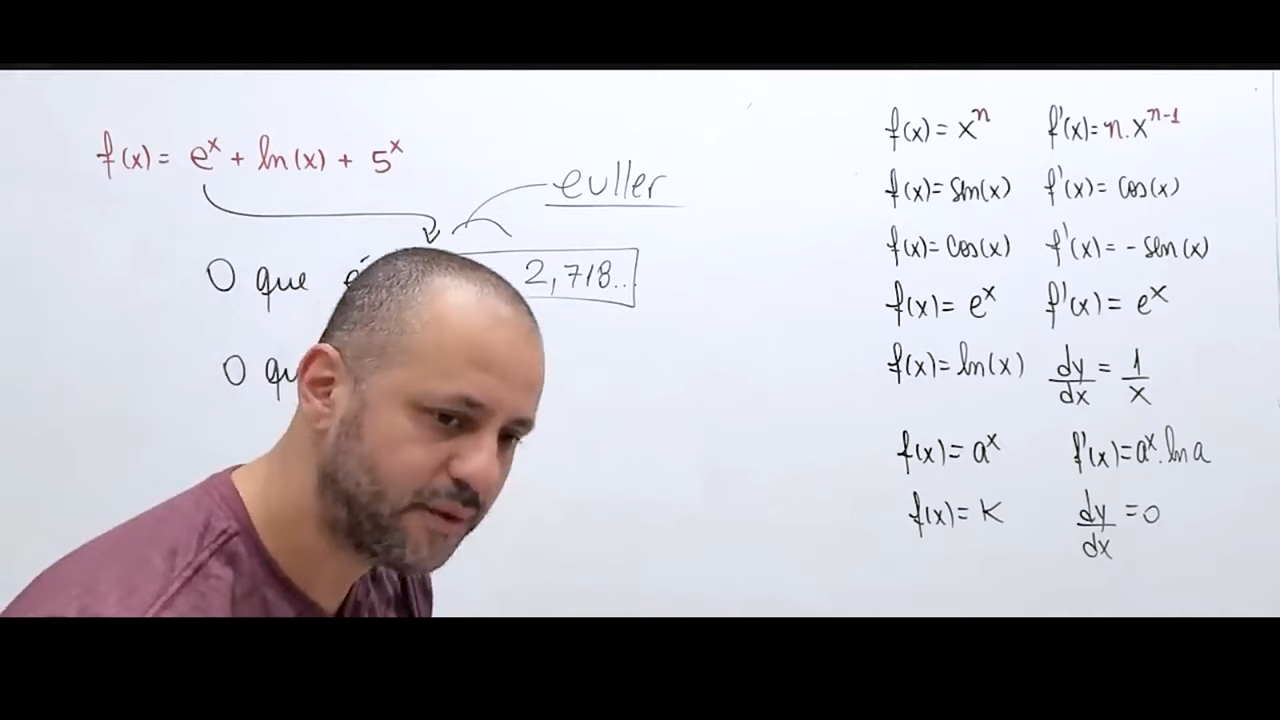 f(x) = e^x + ln(x) + 5^x
euller
O que é
2,718...
O qu
f(x) = x^n f'(x) = n.x^{n-1}
f(x) = sen(x) f'(x) = cos(x)
f(x) = cos(x) f'(x) = - sen(x)
f(x) = e^x f'(x) = e^x
f(x) = ln(x) dy/dx = 1/x
f(x) = a^x f'(x) = a^x . ln a
f(x) = K dy/dx = 0